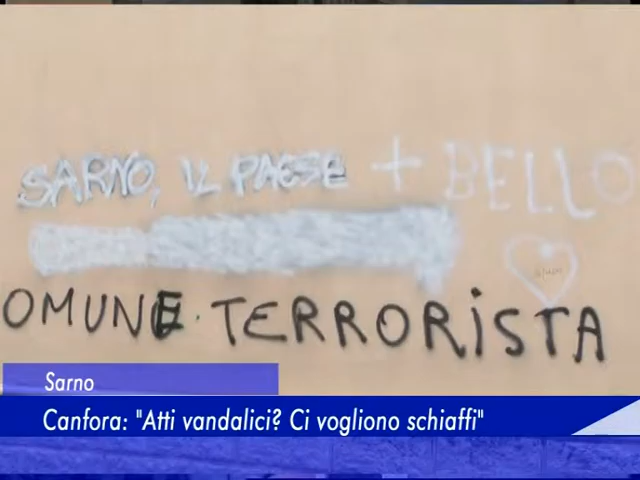 SARNO, IL PAESE + BELLO
OMUNE TERRORISTA
Sarno
Canfora: "Atti vandalici? Ci vogliono schiaffi"